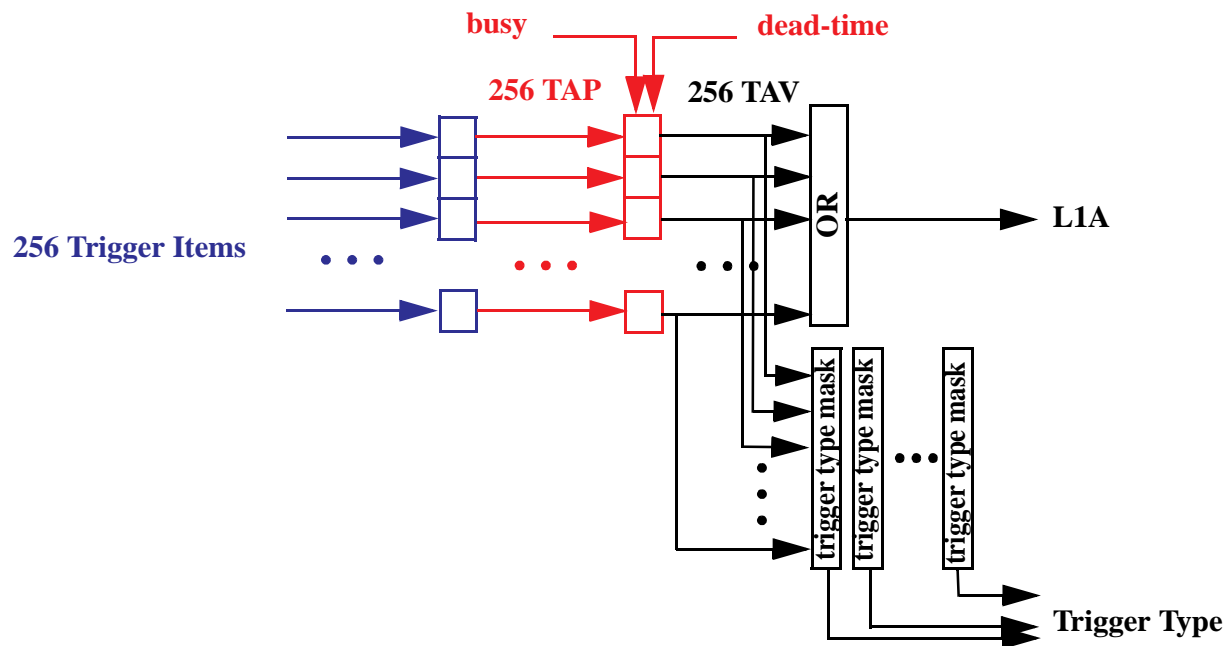 busy
dead-time
256 TAP
256 TAV
OR
L1A
256 Trigger Items
trigger type mask
trigger type mask
trigger type mask
Trigger Type